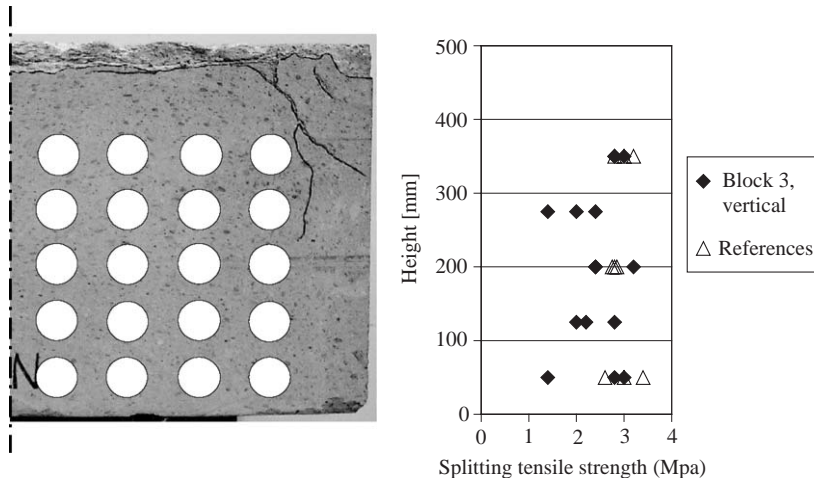 N
500
400
300
200
100
0
Height [mm]
0 1 2 3 4
Splitting tensile strength (Mpa)
Block 3,
vertical
References